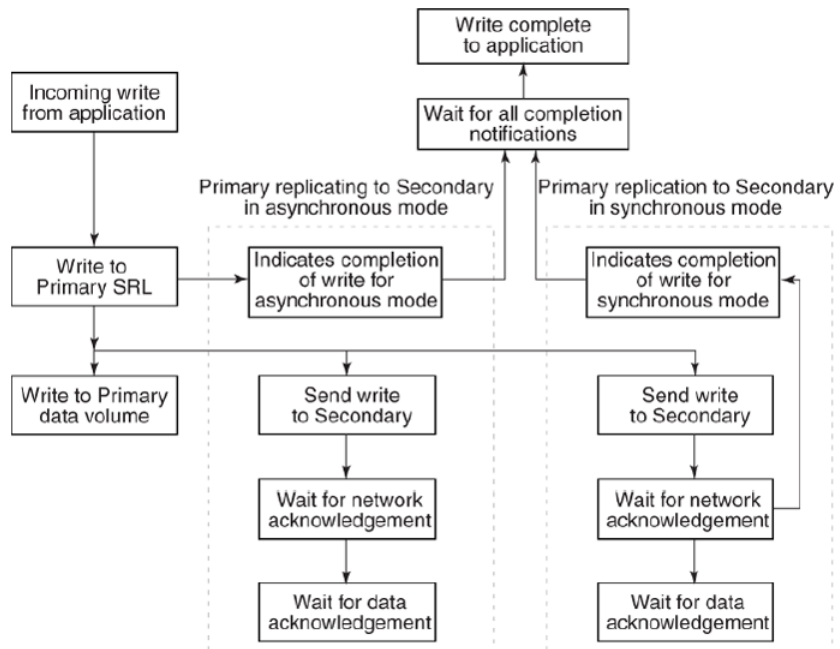 Write complete
to application
Incoming write
from application
Wait for all completion
notifications
Primary replicating to Secondary
in asynchronous mode
Primary replication to Secondary
in synchronous mode
Write to
Primary SRL
Indicates completion
of write for
asynchronous mode
Indicates completion
of write for
synchronous mode
Write to Primary
data volume
Send write
to Secondary
Send write
to Secondary
Wait for network
acknowledgement
Wait for network
acknowledgement
Wait for data
acknowledgement
Wait for data
acknowledgement